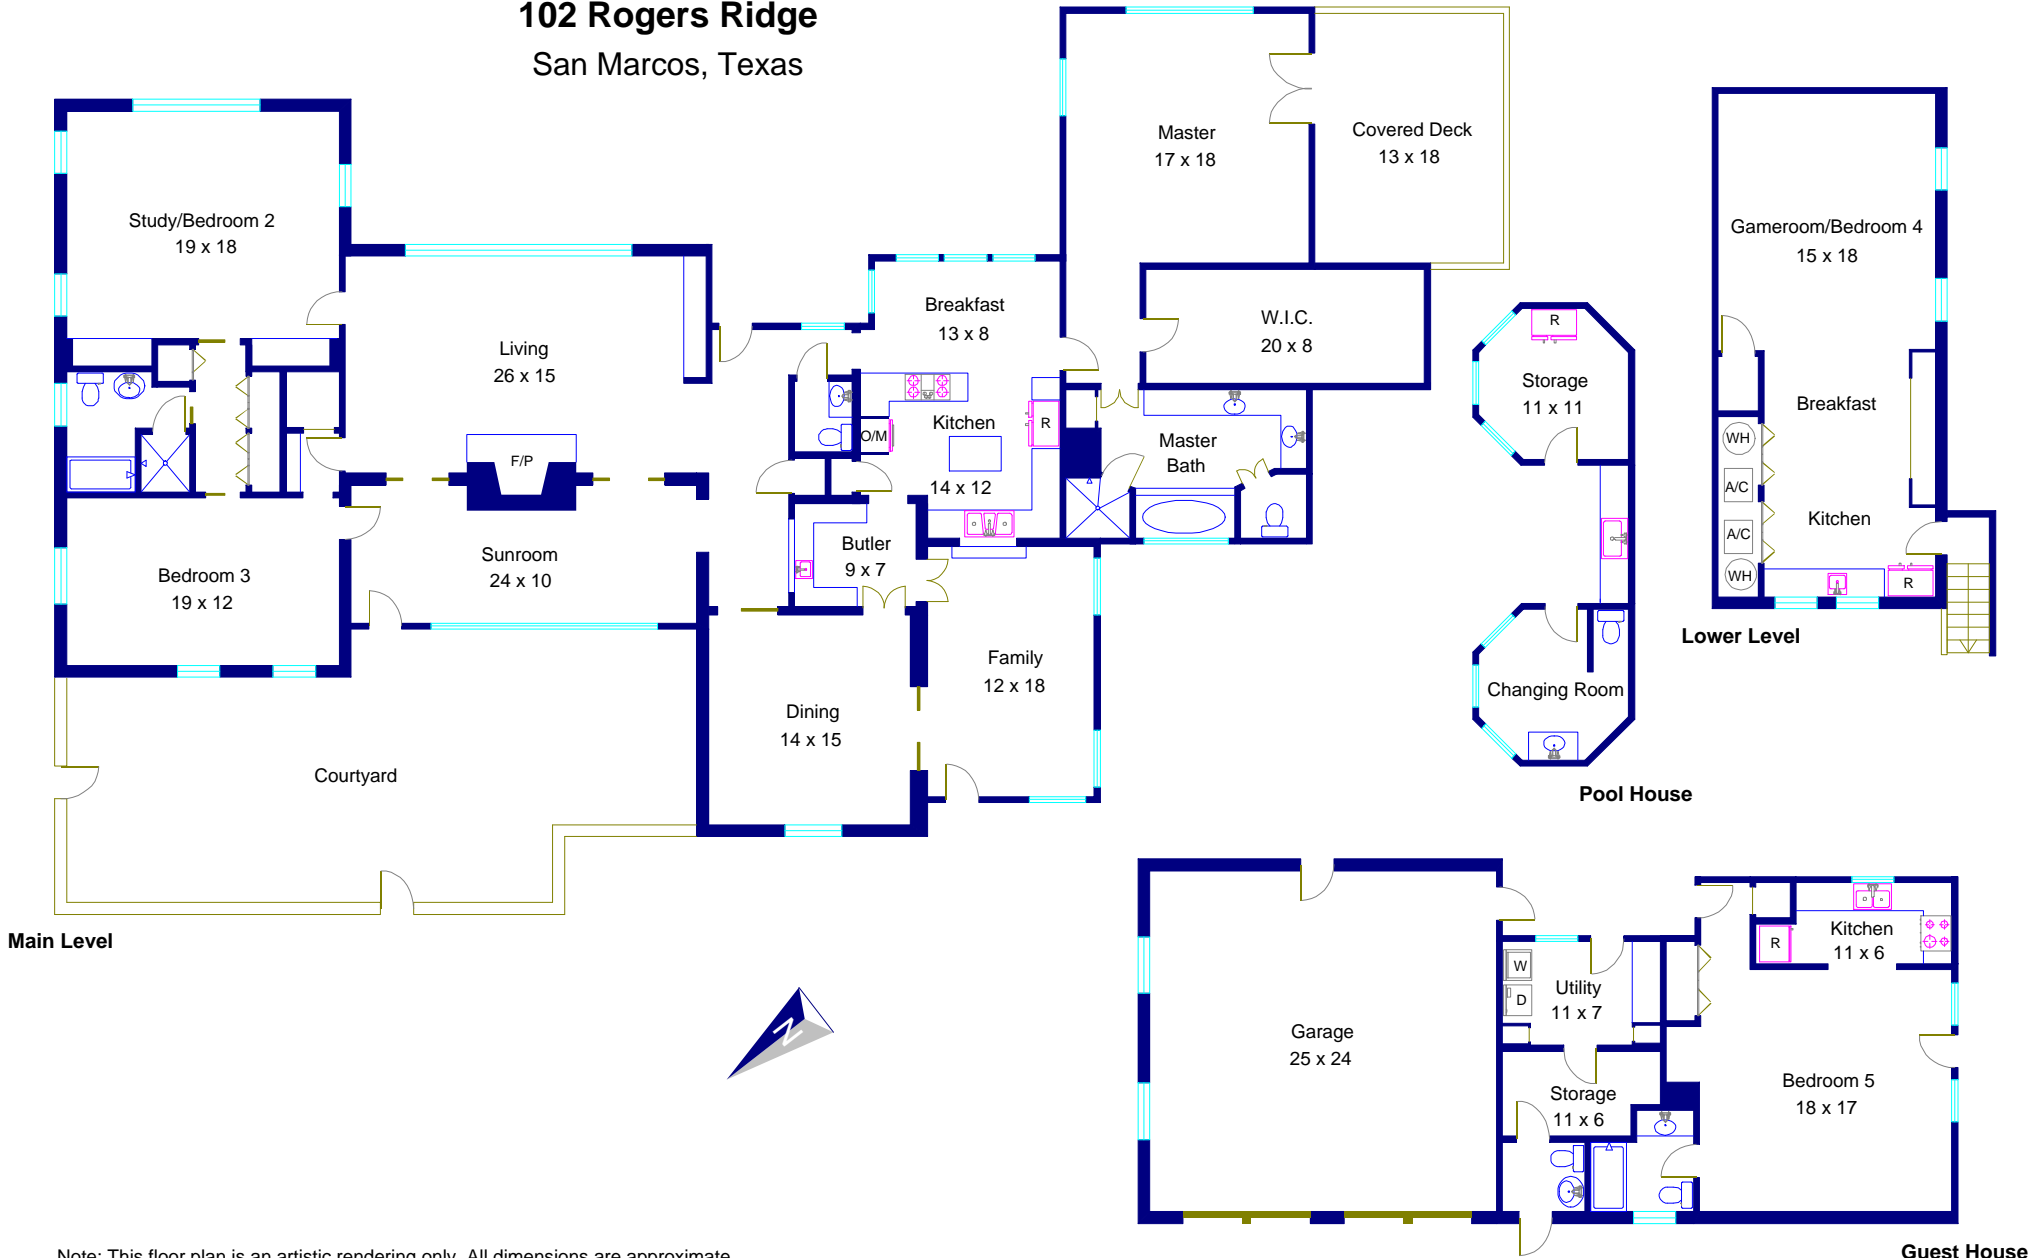 102 Rogers Ridge
San Marcos, Texas
Study/Bedroom 2
19 x 18
Living
26 x 15
F/P
Sunroom
24 x 10
Bedroom 3
19 x 12
Courtyard
Breakfast
13 x 8
Kitchen
14 x 12
O/M
R
Butler
9 x 7
Dining
14 x 15
Family
12 x 18
Master
17 x 18
Covered Deck
13 x 18
W.I.C.
20 x 8
Master
Bath
Main Level
N
R
Storage
11 x 11
Changing Room
Pool House
Gameroom/Bedroom 4
15 x 18
Breakfast
Kitchen
WH
A/C
A/C
WH
R
Lower Level
Garage
25 x 24
W
D
Utility
11 x 7
Storage
11 x 6
R
Kitchen
11 x 6
Bedroom 5
18 x 17
Guest House
Note: This floor plan is an artistic rendering only. All dimensions are approximate.